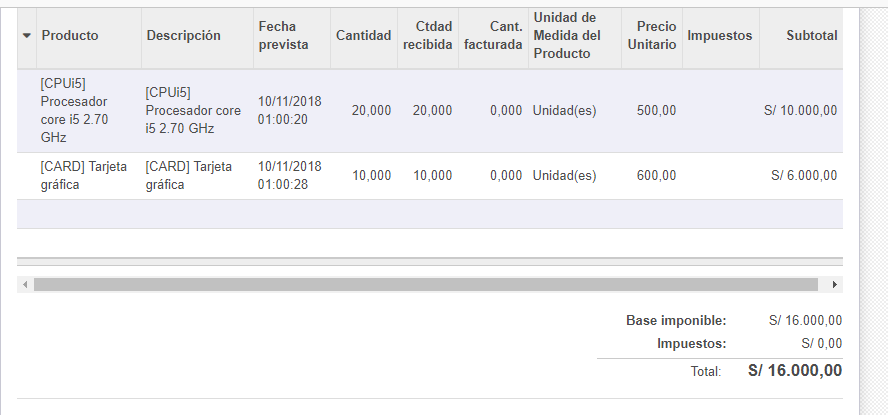 Producto Descripción Fecha prevista Cantidad Ctdad recibida Cant. facturada Unidad de Medida del Producto Precio Unitario Impuestos Subtotal
[CPUi5] Procesador core i5 2.70 GHz [CPUi5] Procesador core i5 2.70 GHz 10/11/2018 01:00:20 20,000 20,000 0,000 Unidad(es) 500,00 S/ 10.000,00
[CARD] Tarjeta gráfica [CARD] Tarjeta gráfica 10/11/2018 01:00:28 10,000 10,000 0,000 Unidad(es) 600,00 S/ 6.000,00
Base imponible: S/ 16.000,00
Impuestos: S/ 0,00
Total: S/ 16.000,00